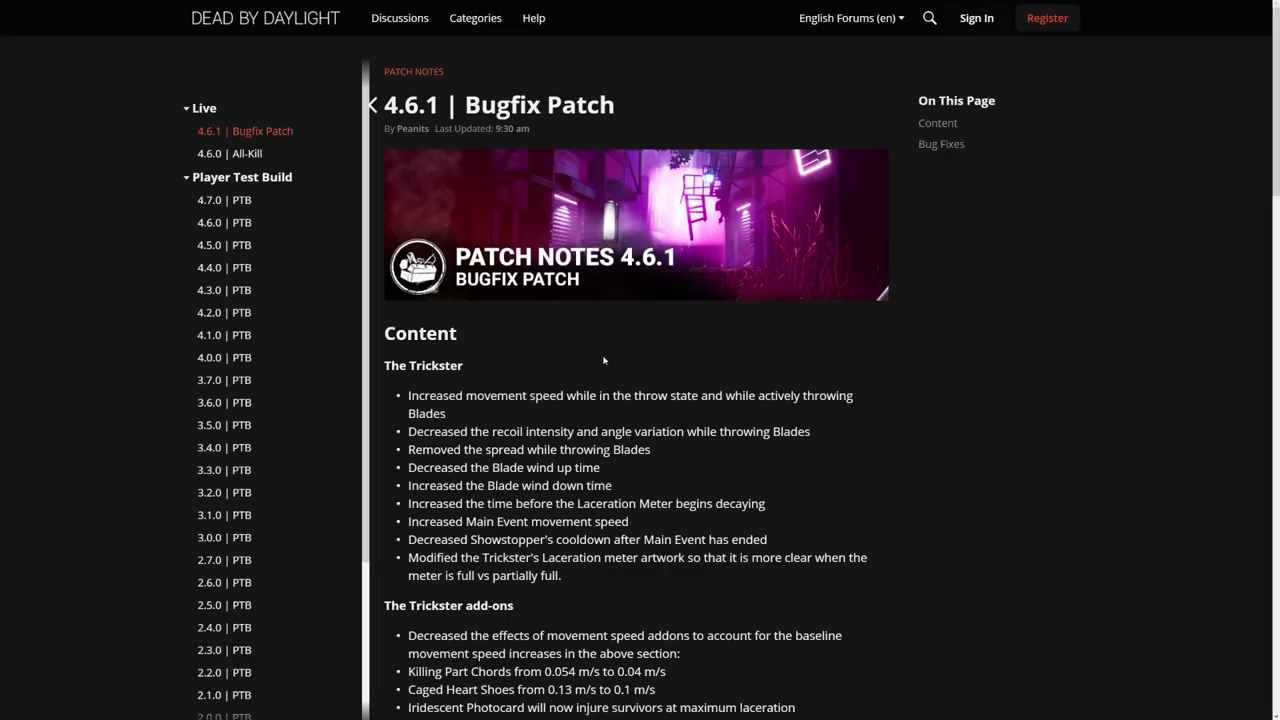 DEAD BY DAYLIGHT Discussions Categories Help English Forums (en) Sign In Register
Live
4.6.1 | Bugfix Patch
4.6.0 | All-Kill
Player Test Build
4.7.0 | PTB
4.6.0 | PTB
4.5.0 | PTB
4.4.0 | PTB
4.3.0 | PTB
4.2.0 | PTB
4.1.0 | PTB
4.0.0 | PTB
3.7.0 | PTB
3.6.0 | PTB
3.5.0 | PTB
3.4.0 | PTB
3.3.0 | PTB
3.2.0 | PTB
3.1.0 | PTB
3.0.0 | PTB
2.7.0 | PTB
2.6.0 | PTB
2.5.0 | PTB
2.4.0 | PTB
2.3.0 | PTB
2.2.0 | PTB
2.1.0 | PTB
2.0.0 | PTB
PATCH NOTES
4.6.1 | Bugfix Patch
By Peanits Last Updated: 9:30 am
PATCH NOTES 4.6.1
BUGFIX PATCH
Content
The Trickster
• Increased movement speed while in the throw state and while actively throwing
Blades
• Decreased the recoil intensity and angle variation while throwing Blades
• Removed the spread while throwing Blades
• Decreased the Blade wind up time
• Increased the Blade wind down time
• Increased the time before the Laceration Meter begins decaying
• Increased Main Event movement speed
• Decreased Showstopper's cooldown after Main Event has ended
• Modified the Trickster's Laceration meter artwork so that it is more clear when the
meter is full vs partially full.
The Trickster add-ons
• Decreased the effects of movement speed addons to account for the baseline
movement speed increases in the above section:
• Killing Part Chords from 0.054 m/s to 0.04 m/s
• Caged Heart Shoes from 0.13 m/s to 0.1 m/s
• Iridescent Photocard will now injure survivors at maximum laceration
On This Page
Content
Bug Fixes